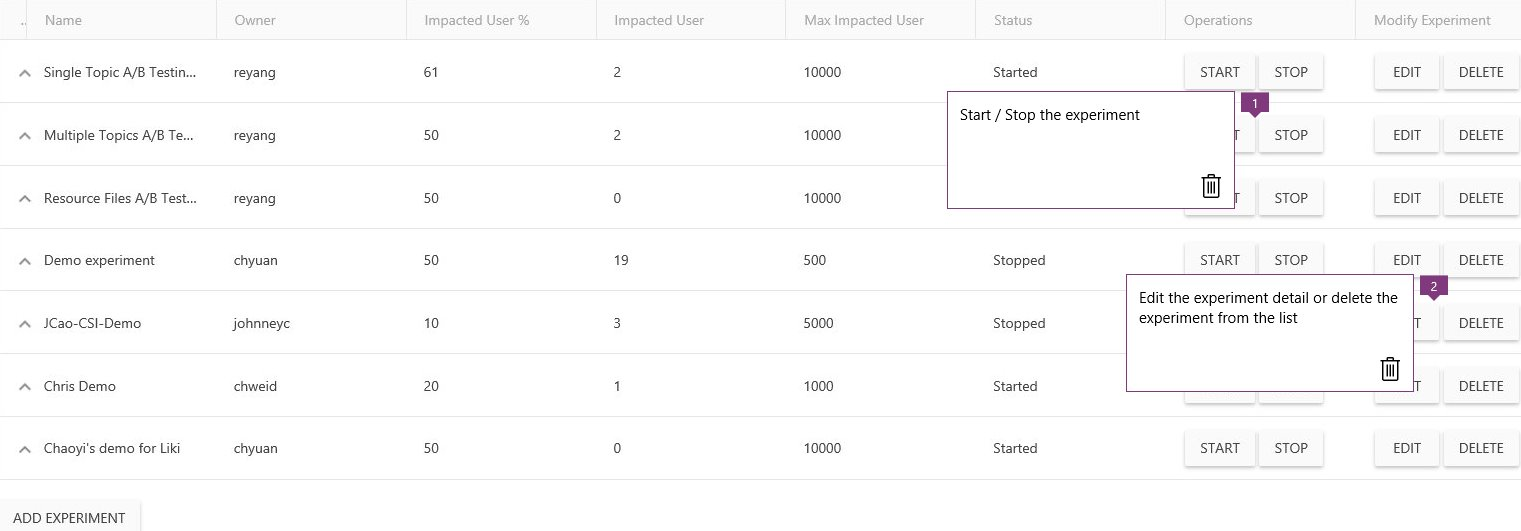 .. Name Owner Impacted User % Impacted User Max Impacted User Status Operations Modify Experiment
Single Topic A/B Testin... reyang 61 2 10000 Started START STOP EDIT DELETE
Start / Stop the experiment
1
Multiple Topics A/B Te... reyang 50 2 10000 T STOP EDIT DELETE
Resource Files A/B Test... reyang 50 0 10000 T STOP EDIT DELETE
Demo experiment chyuan 50 19 500 Stopped START STOP EDIT DELETE
Edit the experiment detail or delete the
experiment from the list
2
JCao-CSI-Demo johnneyc 10 3 5000 Stopped T DELETE
Chris Demo chweid 20 1 1000 Started T DELETE
Chaoyi's demo for Liki chyuan 50 0 10000 Started START STOP EDIT DELETE
ADD EXPERIMENT